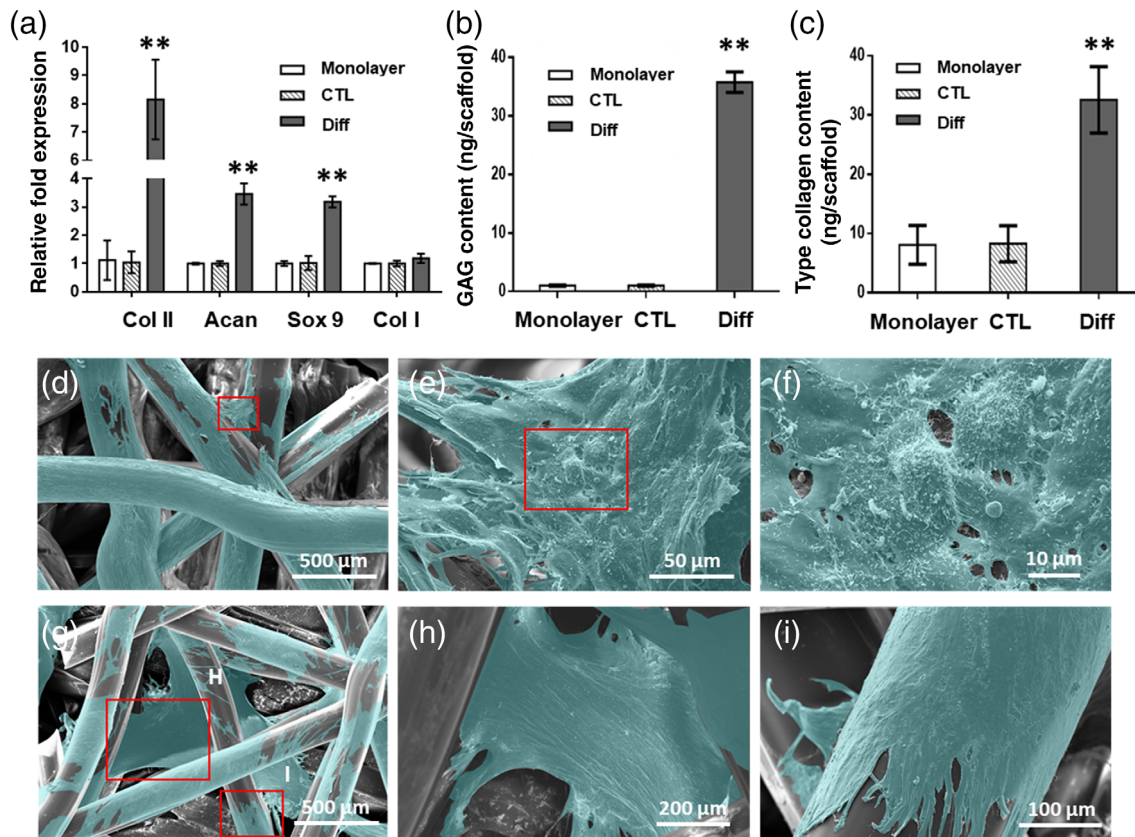 (a)
Relative fold expression
10
9
8
7
6
4
3
2
1
0
**
**
**
Monolayer
CTL
Diff
Col II Acan Sox 9 Col I
(b)
GAG content (ng/scaffold)
40
30
20
10
0
**
Monolayer
CTL
Diff
Monolayer CTL Diff
(c)
Type collagen content
(ng/scaffold)
40
30
20
10
0
**
Monolayer
CTL
Diff
Monolayer CTL Diff
(d)
500 µm
(e)
50 µm
(f)
10 µm
(g)
H
I
500 µm
(h)
200 µm
(i)
100 µm